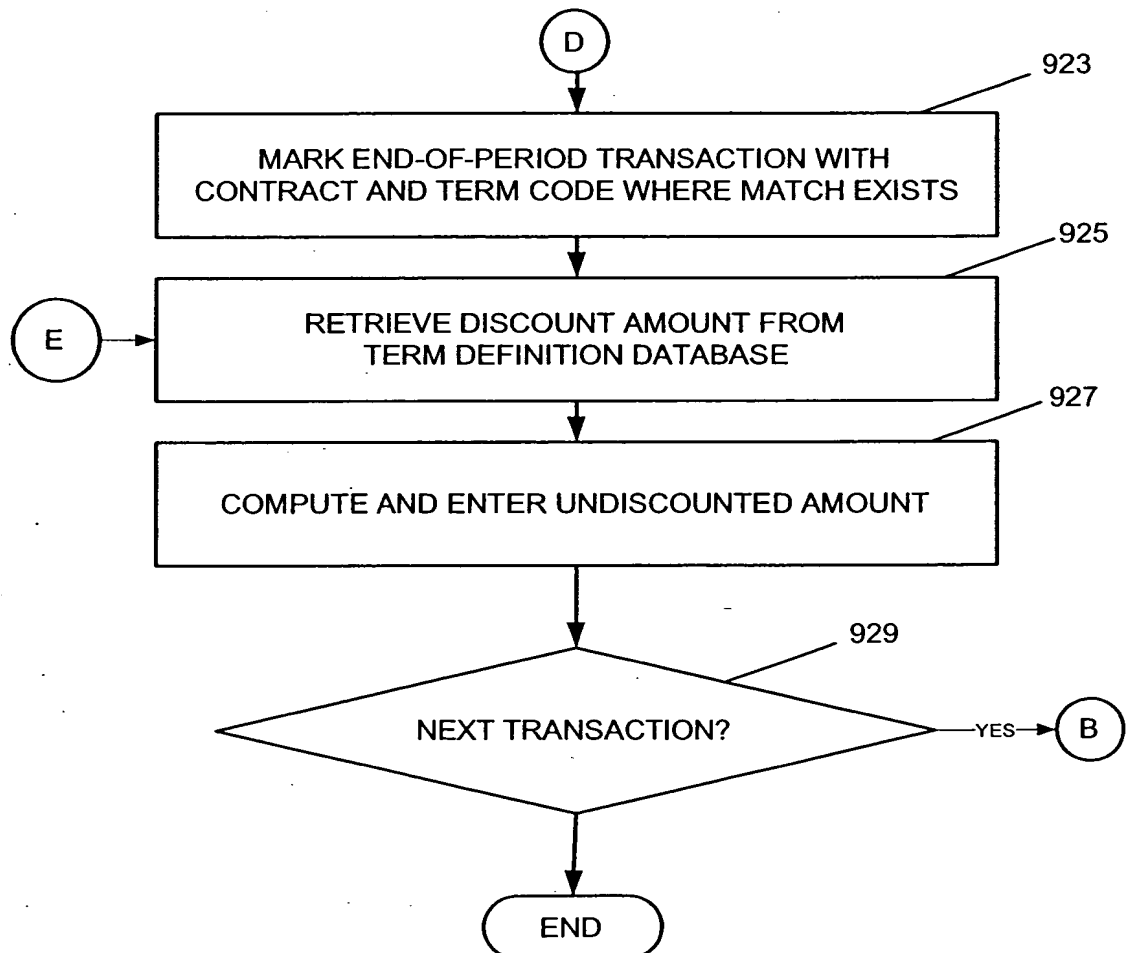 D
923
MARK END-OF-PERIOD TRANSACTION WITH
CONTRACT AND TERM CODE WHERE MATCH EXISTS
925
E
RETRIEVE DISCOUNT AMOUNT FROM
TERM DEFINITION DATABASE
927
COMPUTE AND ENTER UNDISCOUNTED AMOUNT
929
NEXT TRANSACTION?
YES
B
END